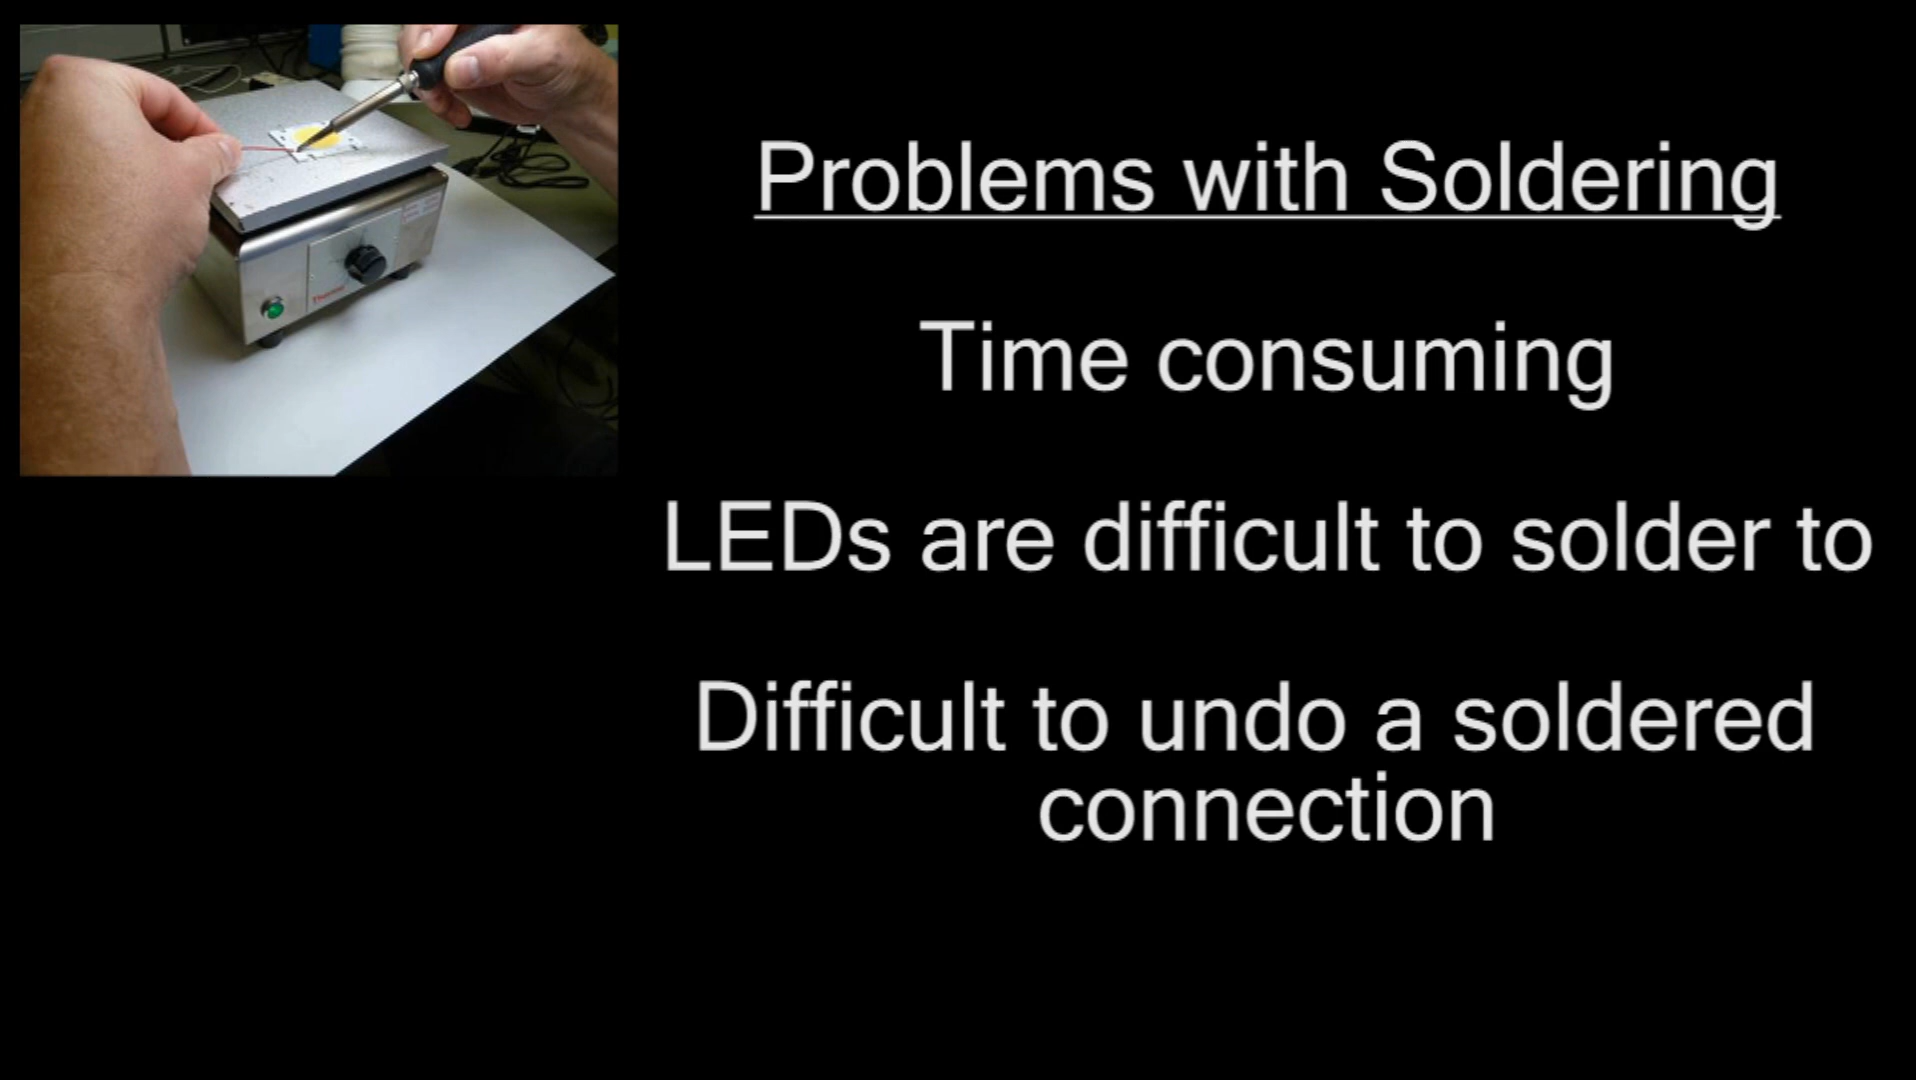 Problems with Soldering
Time consuming
LEDs are difficult to solder to
Difficult to undo a soldered
connection